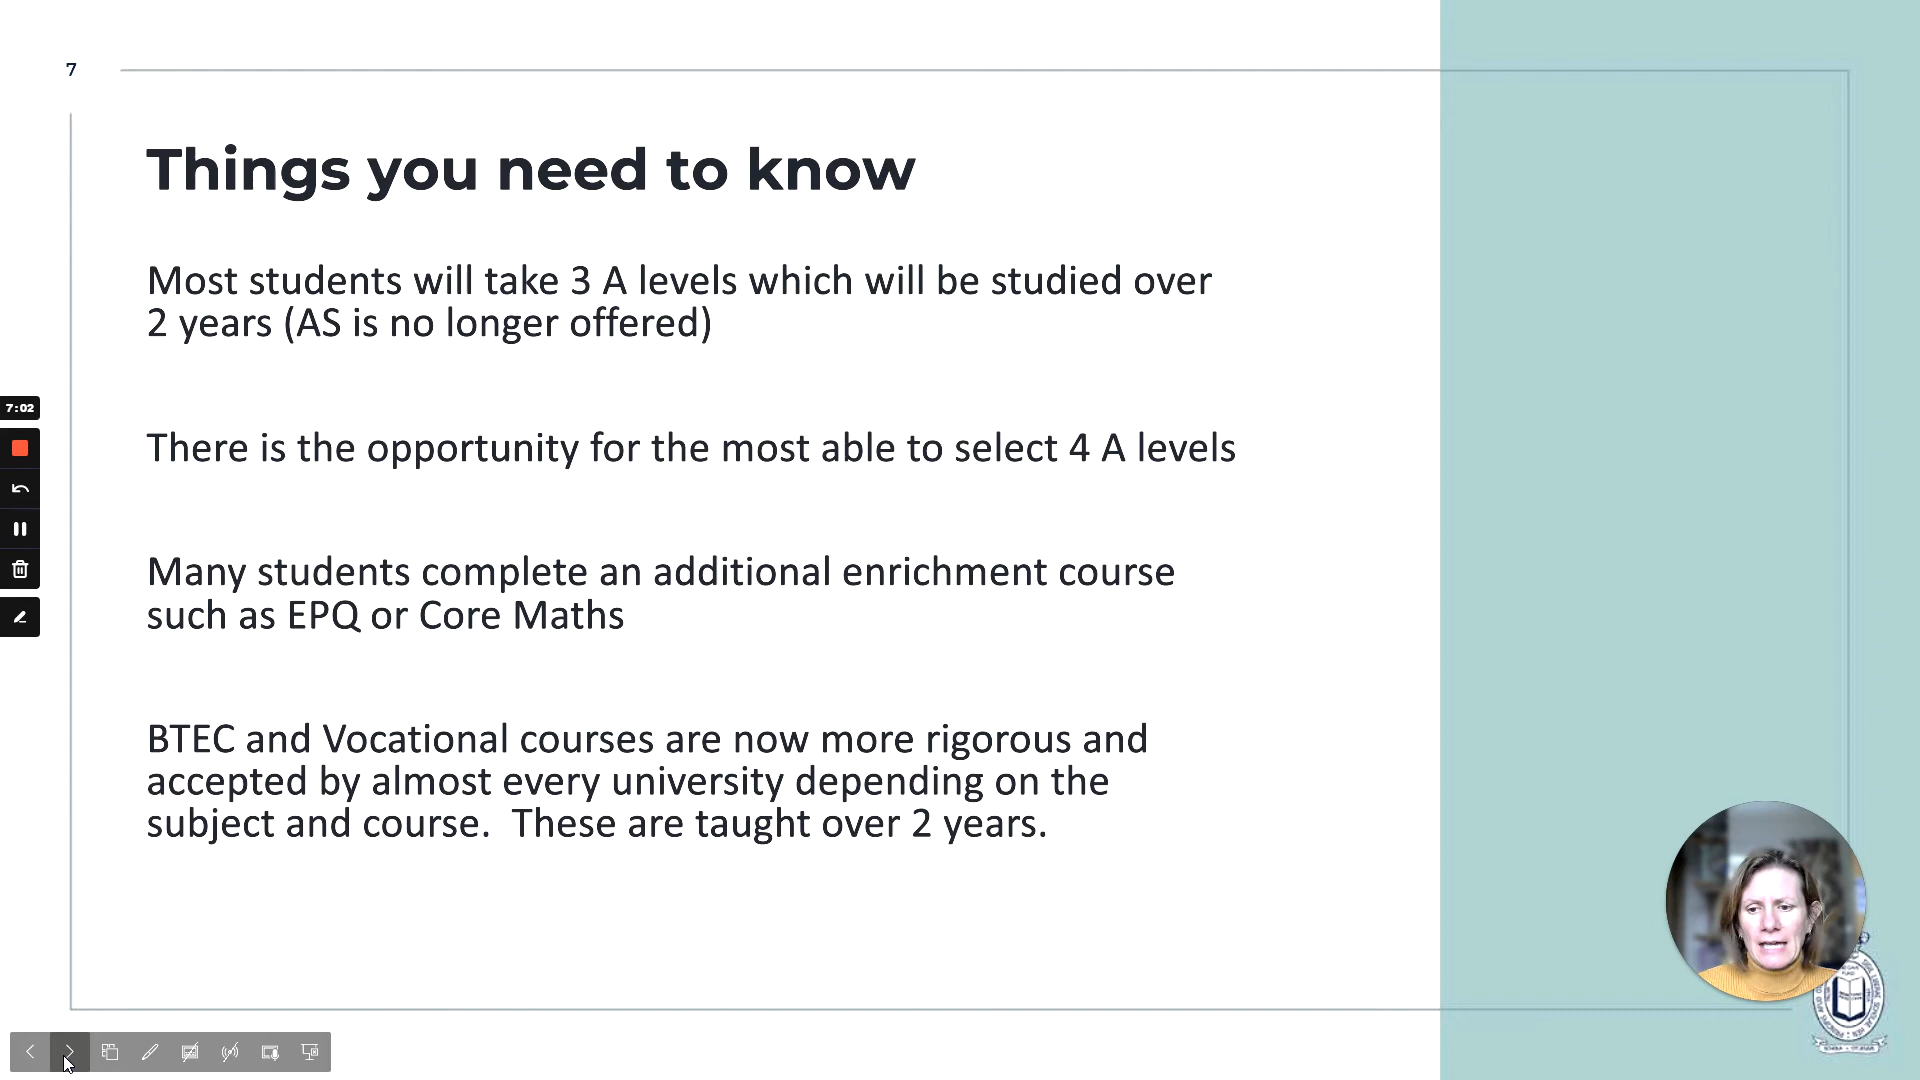 7
Things you need to know
Most students will take 3 A levels which will be studied over
2 years (AS is no longer offered)
There is the opportunity for the most able to select 4 A levels
7:02
Many students complete an additional enrichment course
such as EPQ or Core Maths
BTEC and Vocational courses are now more rigorous and
accepted by almost every university depending on the
subject and course.  These are taught over 2 years.